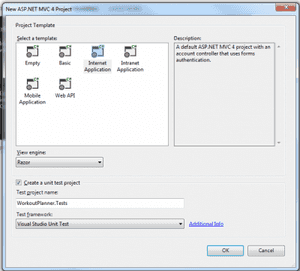 New ASP.NET MVC 4 Project
Project Template
Select a template:
Description:
Empty
Basic
Internet Application
Intranet Application
A default ASP.NET MVC 4 project with an account controller that uses forms authentication.
Mobile Application
Web API
View engine:
Razor
Create a unit test project
Test project name:
WorkoutPlanner.Tests
Test framework:
Visual Studio Unit Test
Additional Info
OK
Cancel